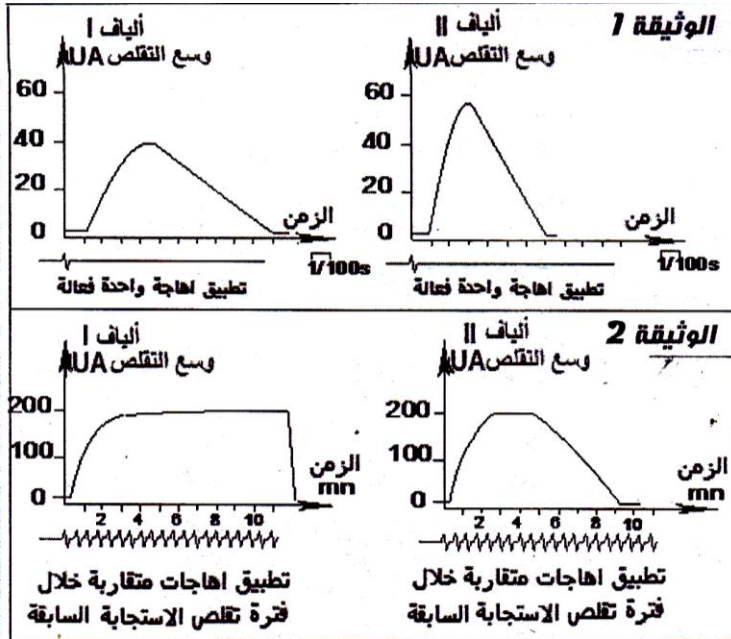 الوثيقة 1
ألياف II
وسع التقلص UA
60
40
20
0
الزمن
1/100s
تطبيق اهاجة واحدة فعالة
ألياف I
وسع التقلص UA
60
40
20
0
الزمن
1/100s
تطبيق اهاجة واحدة فعالة
الوثيقة 2
ألياف II
وسع التقلص UA
200
100
0
الزمن
mn
2 4 6 8 10
تطبيق اهاجات متقاربة خلال
فترة تقلص الاستجابة السابقة
ألياف I
وسع التقلص UA
200
100
0
الزمن
mn
2 4 6 8 10
تطبيق اهاجات متقاربة خلال
فترة تقلص الاستجابة السابقة